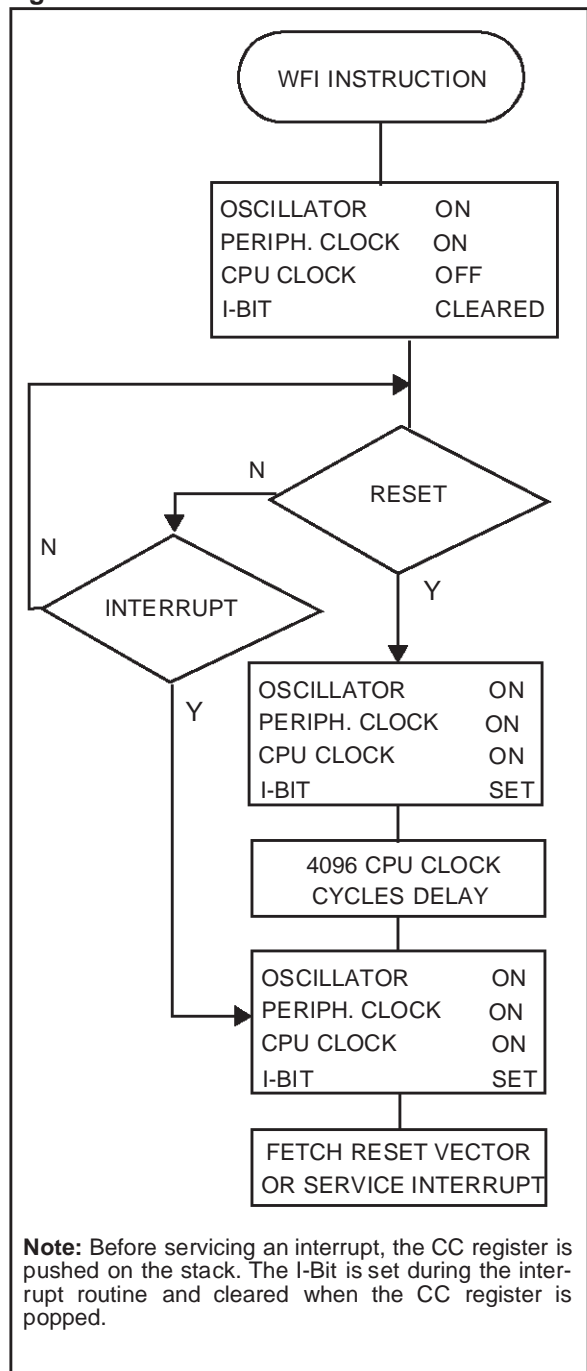 WFI INSTRUCTION
OSCILLATOR ON
PERIPH. CLOCK ON
CPU CLOCK OFF
I-BIT CLEARED
N
RESET
N
INTERRUPT
Y
Y
OSCILLATOR ON
PERIPH. CLOCK ON
CPU CLOCK ON
I-BIT SET
4096 CPU CLOCK
CYCLES DELAY
OSCILLATOR ON
PERIPH. CLOCK ON
CPU CLOCK ON
I-BIT SET
FETCH RESET VECTOR
OR SERVICE INTERRUPT
Note: Before servicing an interrupt, the CC register is
pushed on the stack. The I-Bit is set during the inter-
rupt routine and cleared when the CC register is
popped.